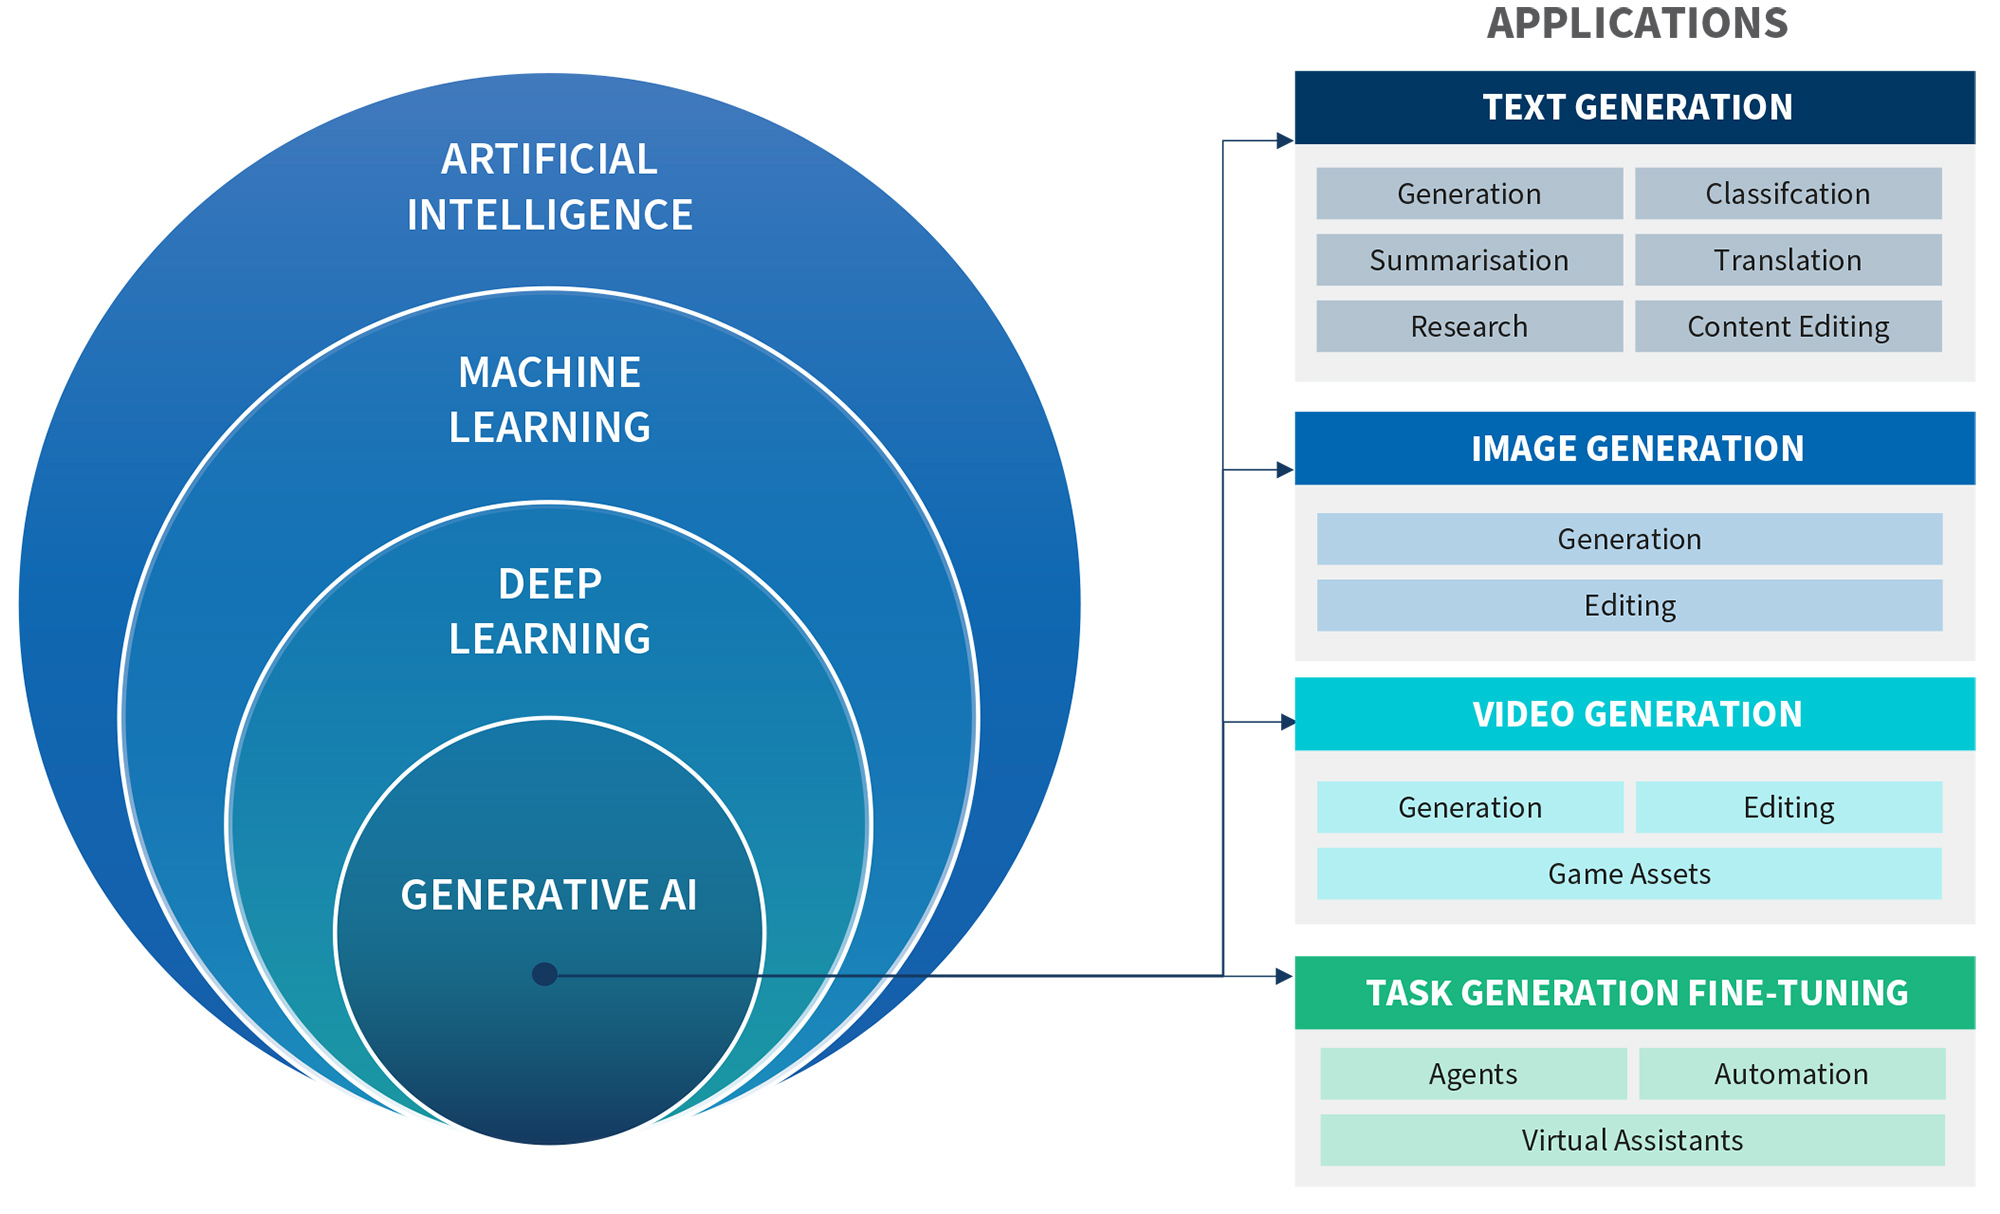 ARTIFICIAL
INTELLIGENCE
MACHINE
LEARNING
DEEP
LEARNING
GENERATIVE AI
APPLICATIONS
TEXT GENERATION
Generation
Classifcation
Summarisation
Translation
Research
Content Editing
IMAGE GENERATION
Generation
Editing
VIDEO GENERATION
Generation
Editing
Game Assets
TASK GENERATION FINE-TUNING
Agents
Automation
Virtual Assistants